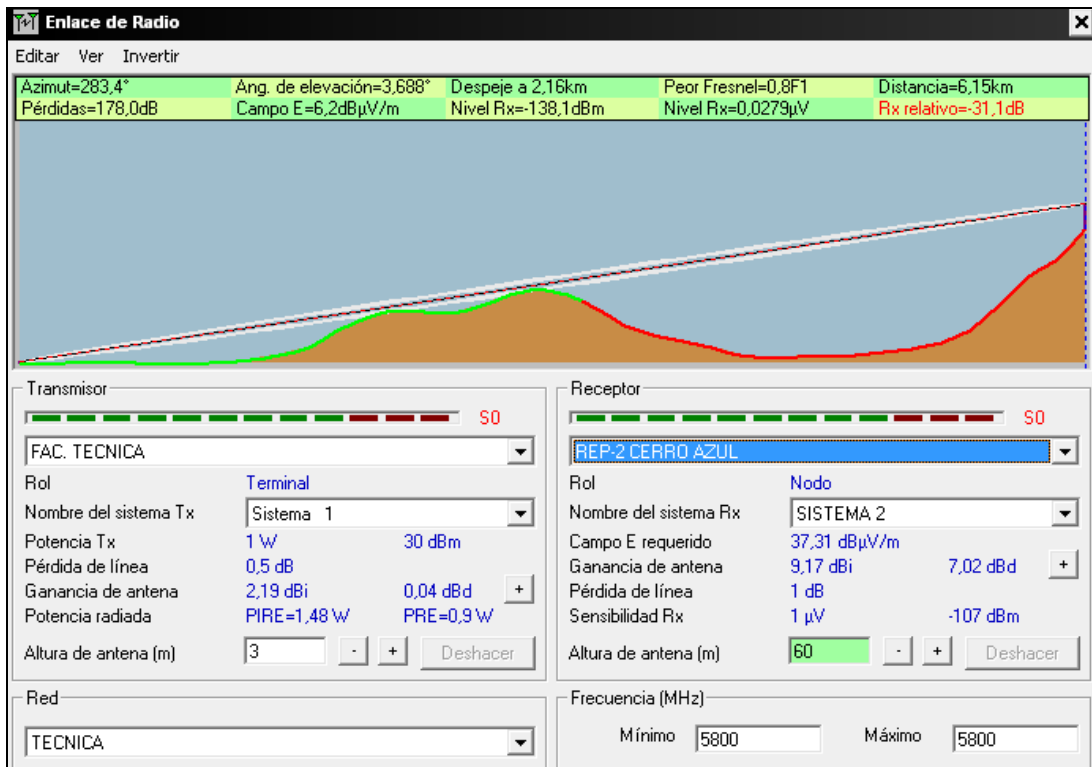 Enlace de Radio
Editar Ver Invertir
Azimut=283,4° Ang. de elevación=3,688° Despeje a 2,16km Peor Fresnel=0,8F1 Distancia=6,15km
Pérdidas=178,0dB Campo E=6,2dBµV/m Nivel Rx=-138,1dBm Nivel Rx=0,0279µV Rx relativo=-31,1dB
Transmisor
S0
FAC. TECNICA
Rol Terminal
Nombre del sistema Tx Sistema 1
Potencia Tx 1 W 30 dBm
Pérdida de línea 0,5 dB
Ganancia de antena 2,19 dBi 0,04 dBd +
Potencia radiada PIRE=1,48 W PRE=0,9 W
Altura de antena (m) 3 - + Deshacer
Red
TECNICA
Receptor
S0
REP-2 CERRO AZUL
Rol Nodo
Nombre del sistema Rx SISTEMA 2
Campo E requerido 37,31 dBµV/m
Ganancia de antena 9,17 dBi 7,02 dBd +
Pérdida de línea 1 dB
Sensibilidad Rx 1 µV -107 dBm
Altura de antena (m) 60 - + Deshacer
Frecuencia (MHz)
Mínimo 5800 Máximo 5800